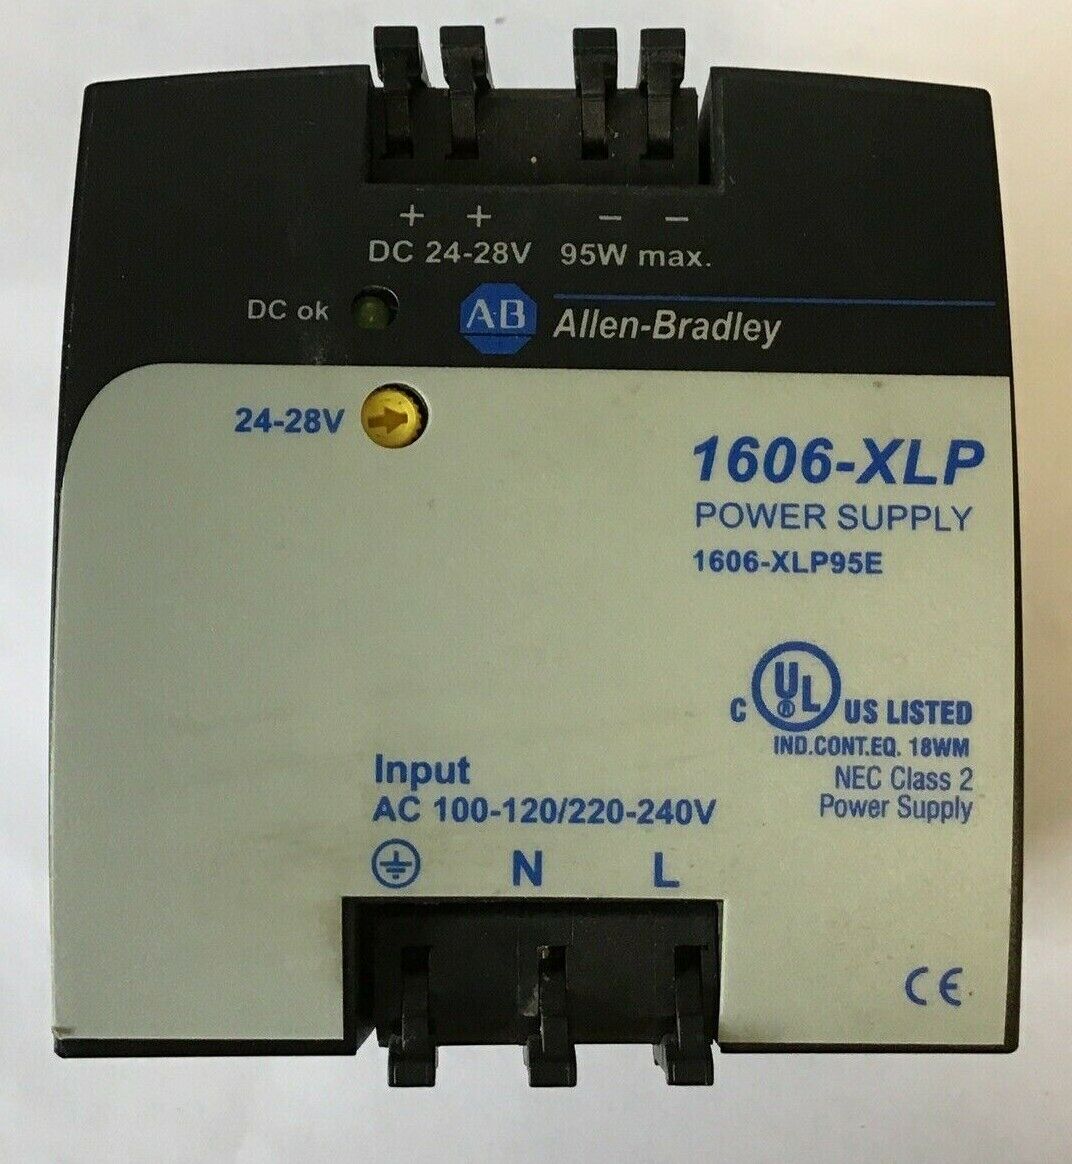 + + − −
DC 24-28V 95W max.
DC ok
AB Allen-Bradley
24-28V
1606-XLP
POWER SUPPLY
1606-XLP95E
C UL ® US LISTED
IND.CONT.EQ. 18WM
NEC Class 2
Power Supply
Input
AC 100-120/220-240V
N L
CE